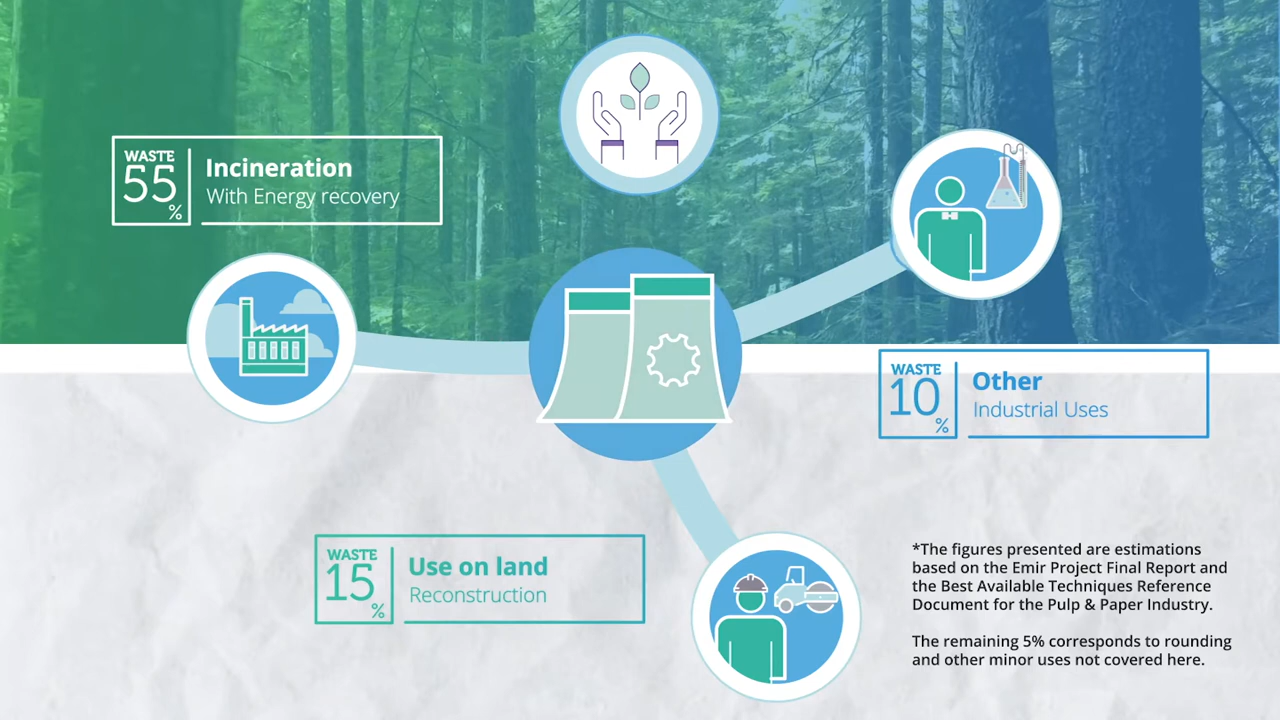 WASTE
55
%
Incineration
With Energy recovery
WASTE
10
%
Other
Industrial Uses
WASTE
15
%
Use on land
Reconstruction
*The figures presented are estimations
based on the Emir Project Final Report and
the Best Available Techniques Reference
Document for the Pulp & Paper Industry.
The remaining 5% corresponds to rounding
and other minor uses not covered here.